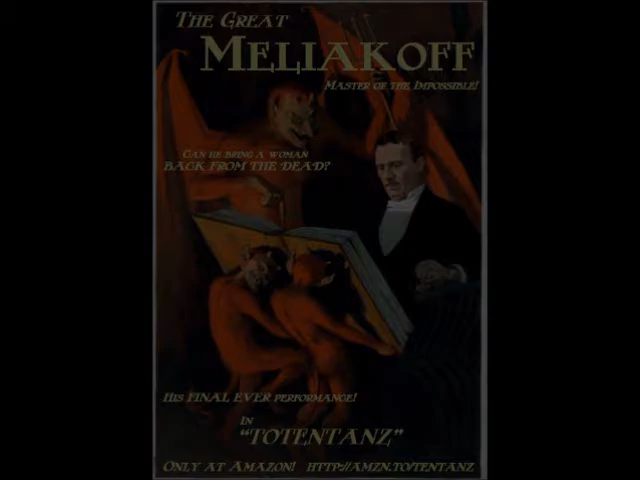 The Great
Meliakoff
Master of the Impossible!
Can he bring a woman
BACK FROM THE DEAD?
His FINAL EVER performance!
In
“TOTENTANZ”
Only at Amazon! http://amzn.to/tentanz